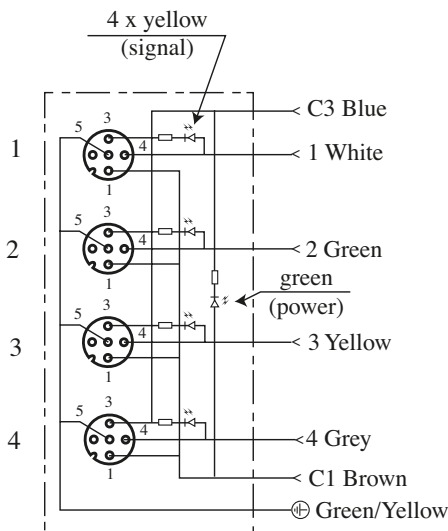 4 x yellow
(signal)
C3 Blue
3
5
1
4
1 White
1
3
5
2
4
2 Green
1
green
(power)
3
5
3
4
3 Yellow
1
3
5
4
4
4 Grey
1
C1 Brown
Green/Yellow